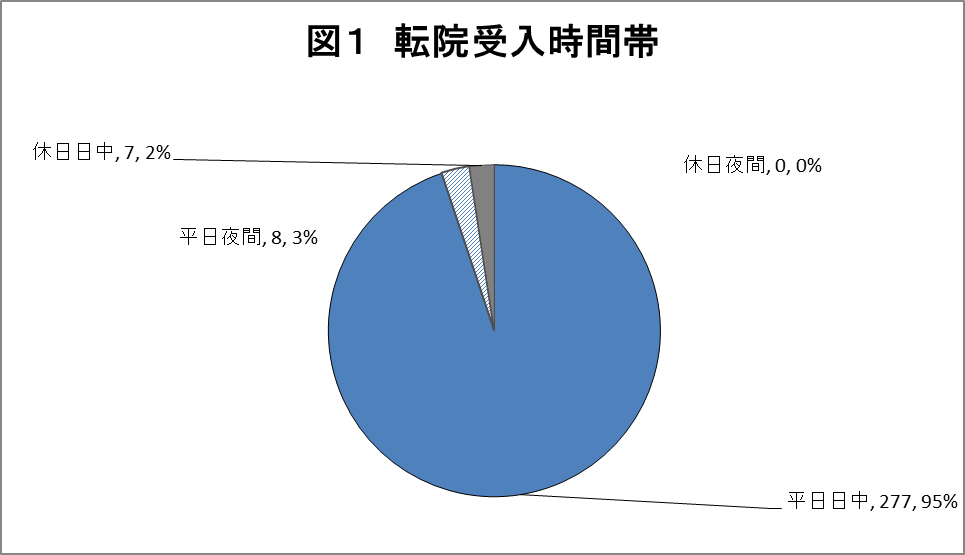 図１ 転院受入時間帯
休日日中, 7, 2%
休日夜間, 0, 0%
平日夜間, 8, 3%
平日日中, 277, 95%